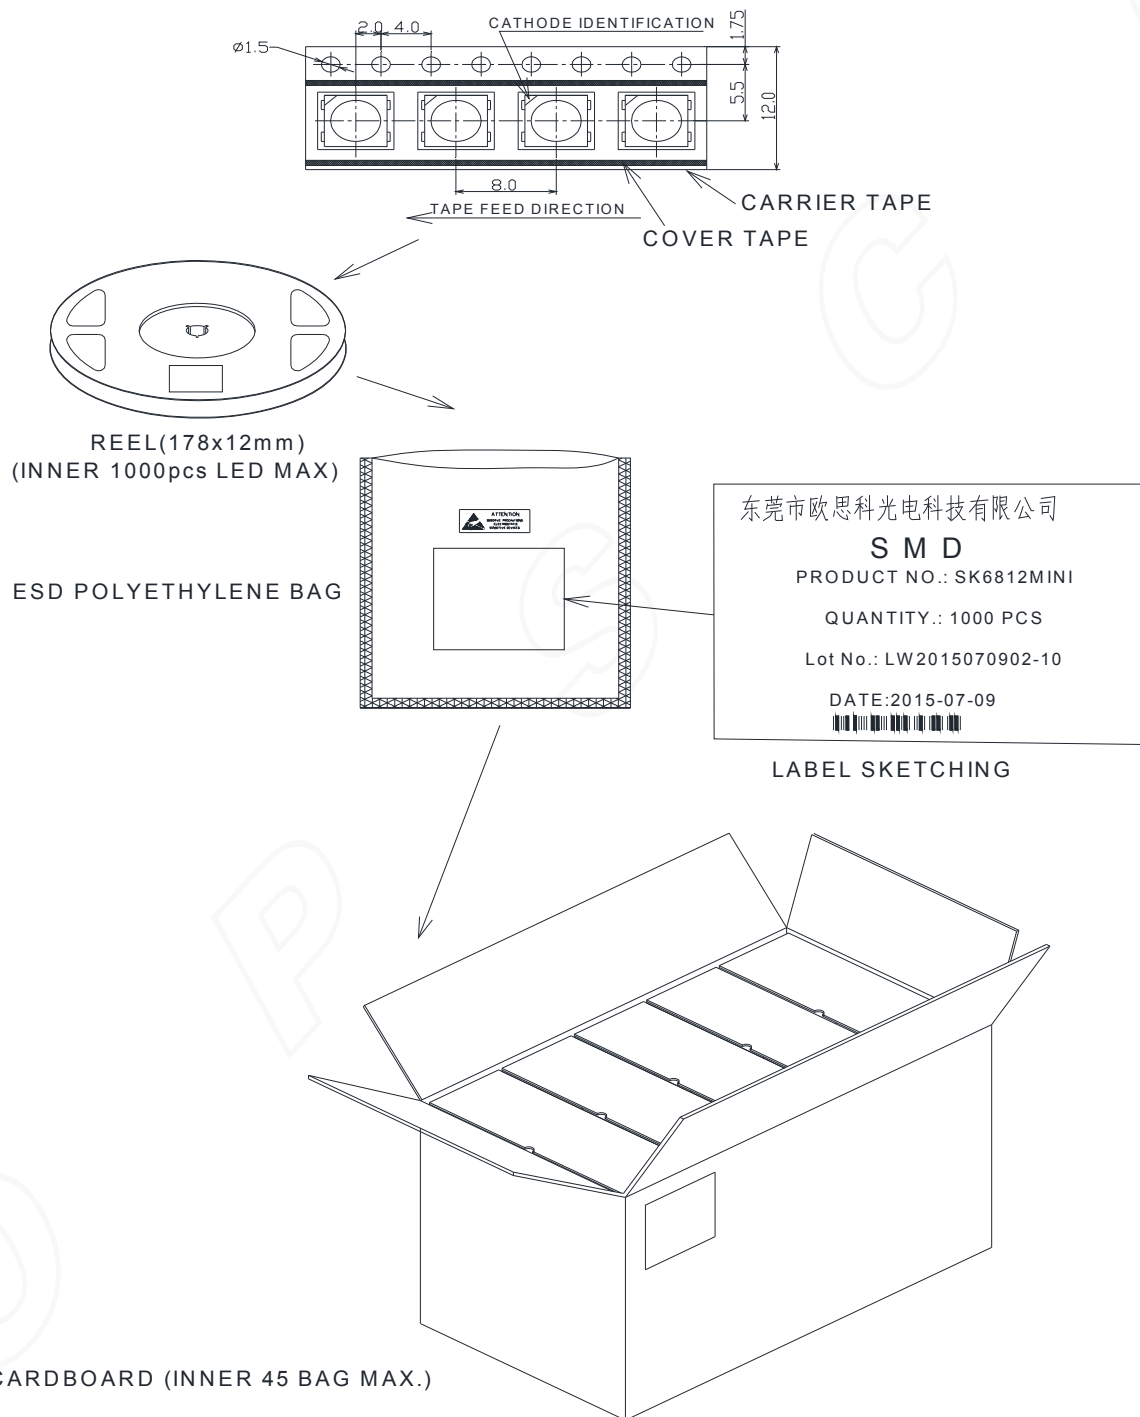 2.0 4.0
CATHODE IDENTIFICATION
1.75
ø1.5
5.5
12.0
8.0
TAPE FEED DIRECTION
CARRIER TAPE
COVER TAPE
REEL(178x12mm)
(INNER 1000pcs LED MAX)
ATTENTION
ESD POLYETHYLENE BAG
东莞市欧思科光电科技有限公司
SMD
PRODUCT NO.: SK6812MINI
QUANTITY.: 1000 PCS
Lot No.: LW2015070902-10
DATE:2015-07-09
LABEL SKETCHING
CARDBOARD (INNER 45 BAG MAX.)
O P S C